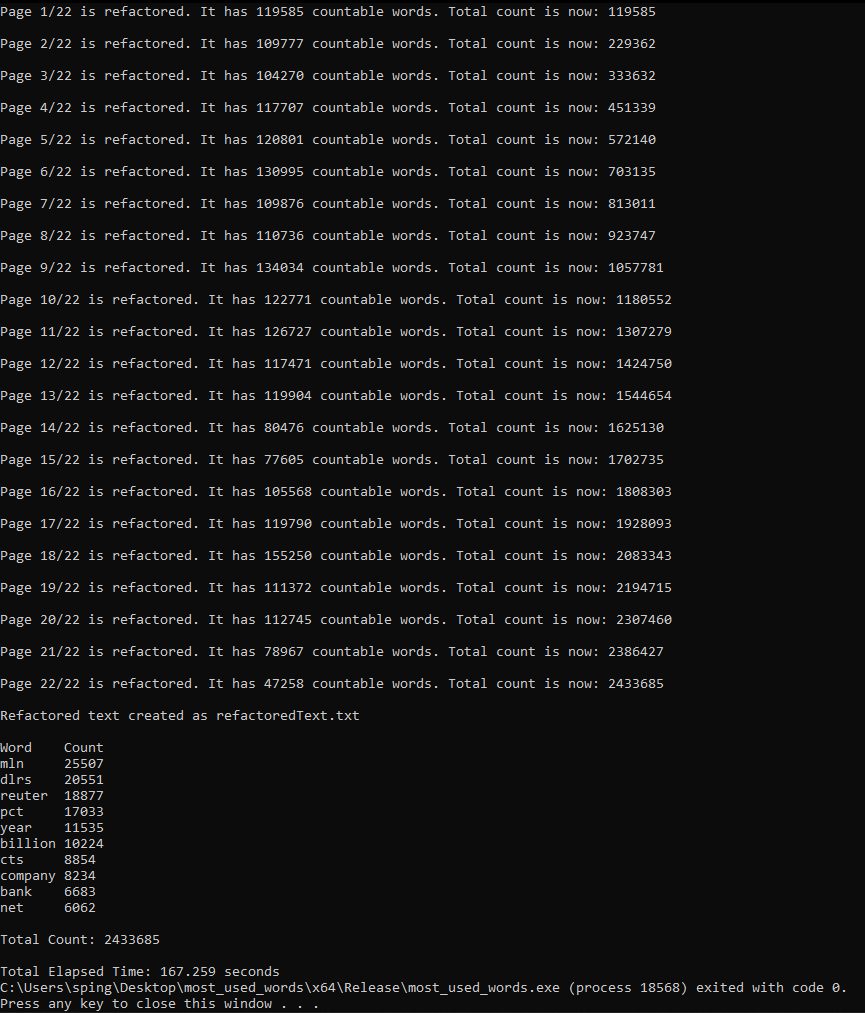 Page 1/22 is refactored. It has 119585 countable words. Total count is now: 119585
Page 2/22 is refactored. It has 109777 countable words. Total count is now: 229362
Page 3/22 is refactored. It has 104270 countable words. Total count is now: 333632
Page 4/22 is refactored. It has 117707 countable words. Total count is now: 451339
Page 5/22 is refactored. It has 120801 countable words. Total count is now: 572140
Page 6/22 is refactored. It has 130995 countable words. Total count is now: 703135
Page 7/22 is refactored. It has 109876 countable words. Total count is now: 813011
Page 8/22 is refactored. It has 110736 countable words. Total count is now: 923747
Page 9/22 is refactored. It has 134034 countable words. Total count is now: 1057781
Page 10/22 is refactored. It has 122771 countable words. Total count is now: 1180552
Page 11/22 is refactored. It has 126727 countable words. Total count is now: 1307279
Page 12/22 is refactored. It has 117471 countable words. Total count is now: 1424750
Page 13/22 is refactored. It has 119904 countable words. Total count is now: 1544654
Page 14/22 is refactored. It has 80476 countable words. Total count is now: 1625130
Page 15/22 is refactored. It has 77605 countable words. Total count is now: 1702735
Page 16/22 is refactored. It has 105568 countable words. Total count is now: 1808303
Page 17/22 is refactored. It has 119790 countable words. Total count is now: 1928093
Page 18/22 is refactored. It has 155250 countable words. Total count is now: 2083343
Page 19/22 is refactored. It has 111372 countable words. Total count is now: 2194715
Page 20/22 is refactored. It has 112745 countable words. Total count is now: 2307460
Page 21/22 is refactored. It has 78967 countable words. Total count is now: 2386427
Page 22/22 is refactored. It has 47258 countable words. Total count is now: 2433685
Refactored text created as refactoredText.txt
Word    Count
mln     25507
dlrs    20551
reuter  18877
pct     17033
year    11535
billion 10224
cts     8854
company 8234
bank    6683
net     6062
Total Count: 2433685
Total Elapsed Time: 167.259 seconds
C:\Users\sping\Desktop\most_used_words\x64\Release\most_used_words.exe (process 18568) exited with code 0.
Press any key to close this window . . .